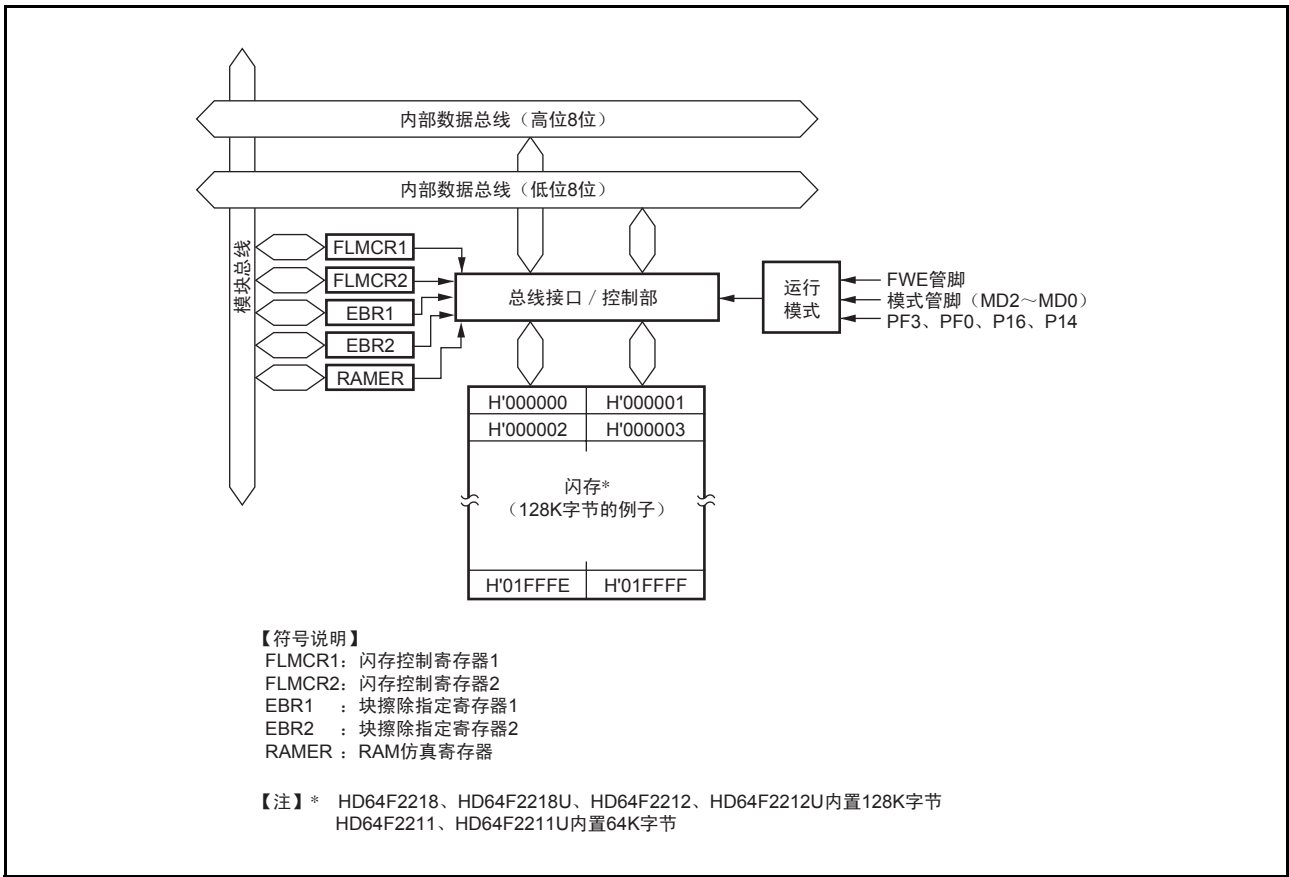 内部数据总线（高位8位）
内部数据总线（低位8位）
模块总线
FLMCR1
FLMCR2
EBR1
EBR2
RAMER
总线接口／控制部
运行
模式
FWE管脚
模式管脚（MD2～MD0）
PF3、PF0、P16、P14
H'000000 H'000001
H'000002 H'000003
闪存*
（128K字节的例子）
H'01FFFE H'01FFFF
【符号说明】
FLMCR1：闪存控制寄存器1
FLMCR2：闪存控制寄存器2
EBR1 ：块擦除指定寄存器1
EBR2 ：块擦除指定寄存器2
RAMER ：RAM仿真寄存器
【注】* HD64F2218、HD64F2218U、HD64F2212、HD64F2212U内置128K字节
HD64F2211、HD64F2211U内置64K字节